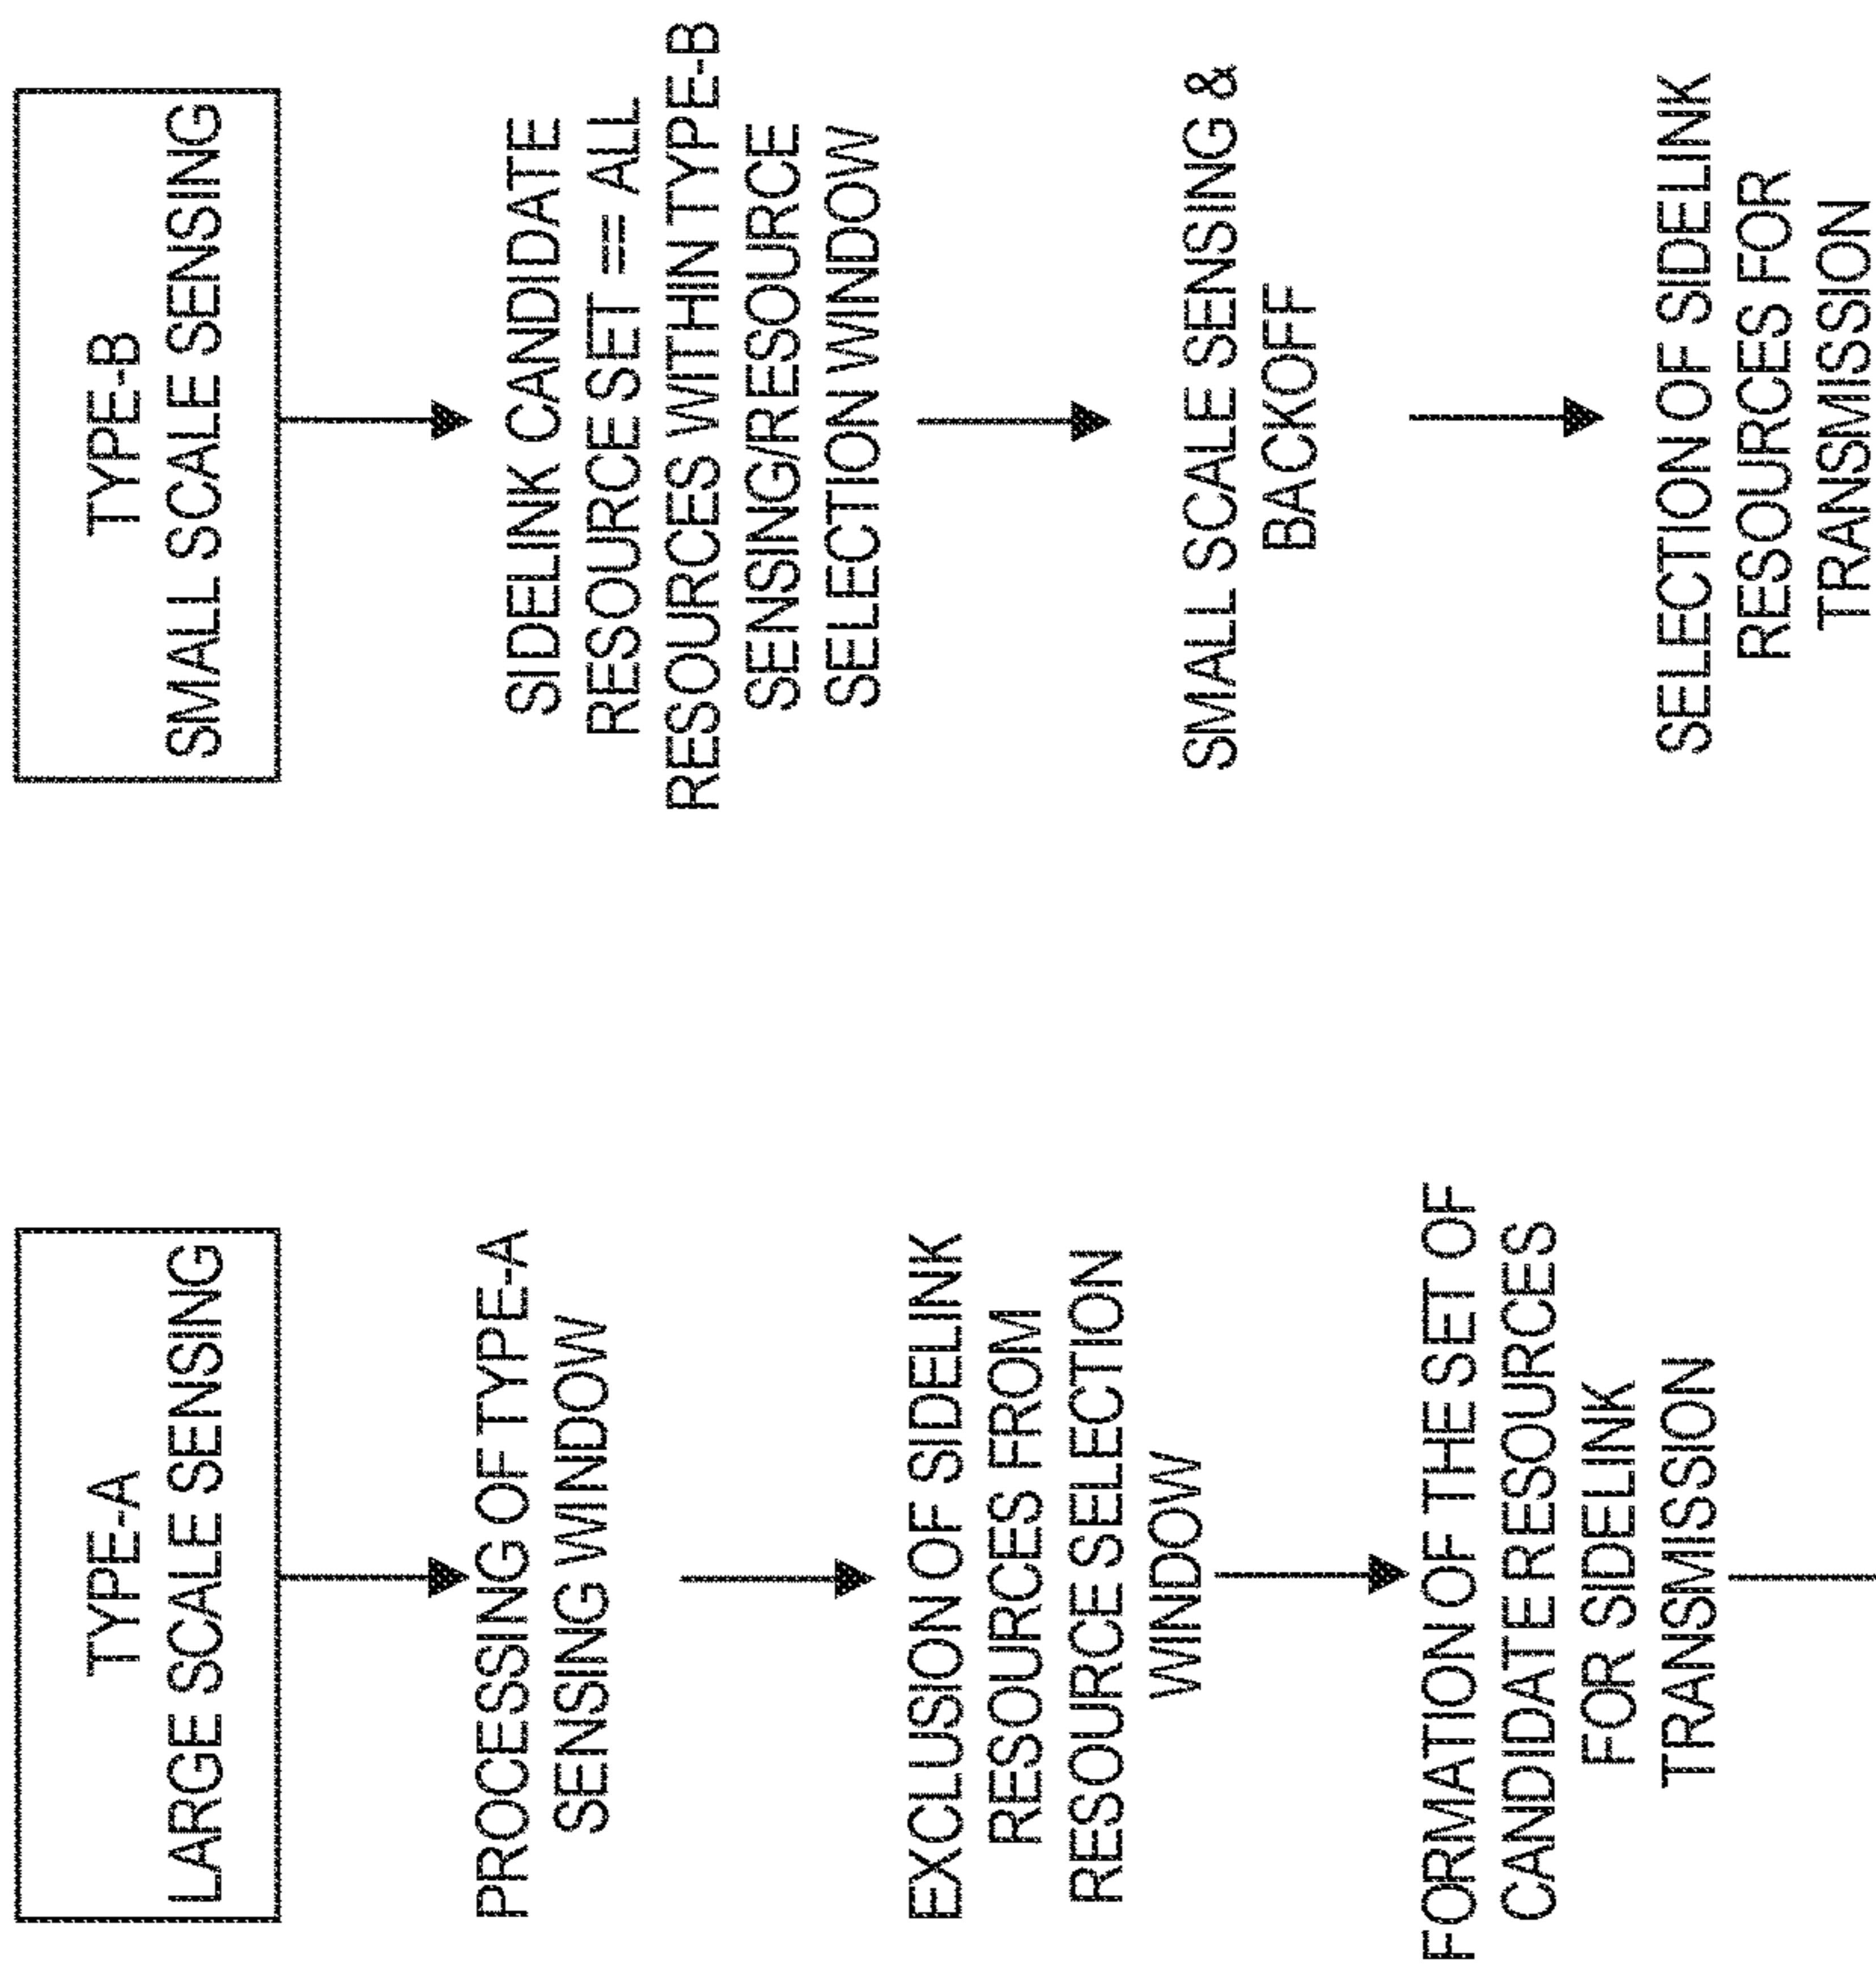 TYPE-A
LARGE SCALE SENSING
PROCESSING OF TYPE-A
SENSING WINDOW
EXCLUSION OF SIDELINK
RESOURCES FROM
RESOURCE SELECTION
WINDOW
FORMATION OF THE SET OF
CANDIDATE RESOURCES
FOR SIDELINK
TRANSMISSION
TYPE-B
SMALL SCALE SENSING
SIDELINK CANDIDATE
RESOURCE SET == ALL
RESOURCES WITHIN TYPE-B
SENSING/RESOURCE
SELECTION WINDOW
SMALL SCALE SENSING &
BACKOFF
SELECTION OF SIDELINK
RESOURCES FOR
TRANSMISSION